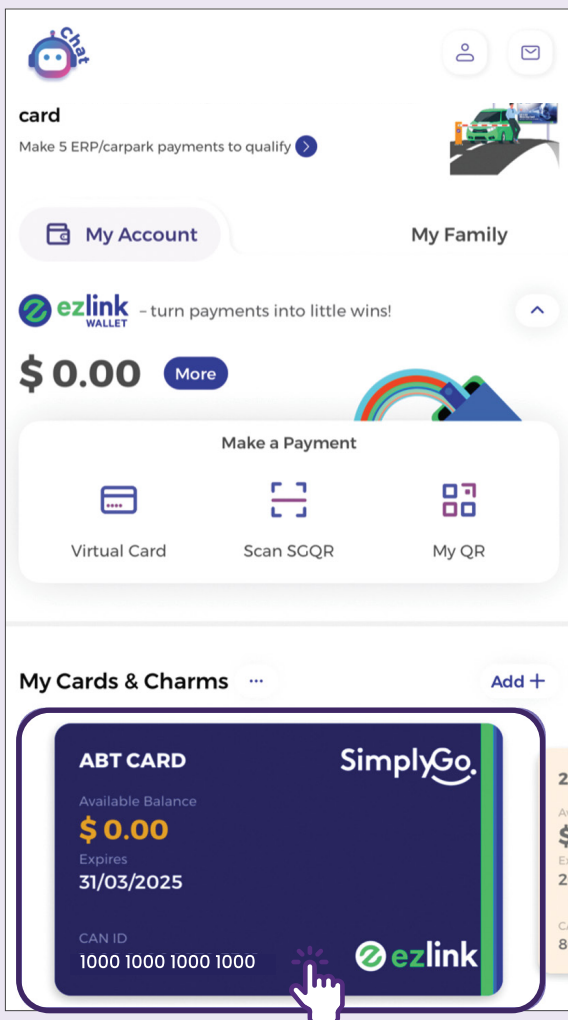 Chat
card
Make 5 ERP/carpark payments to qualify
My Account
My Family
ezlink WALLET – turn payments into little wins!
$ 0.00 More
Make a Payment
Virtual Card Scan SGQR My QR
My Cards & Charms ... Add +
ABT CARD SimplyGo.
Available Balance
$ 0.00
Expires
31/03/2025
CAN ID
1000 1000 1000 1000
ezlink